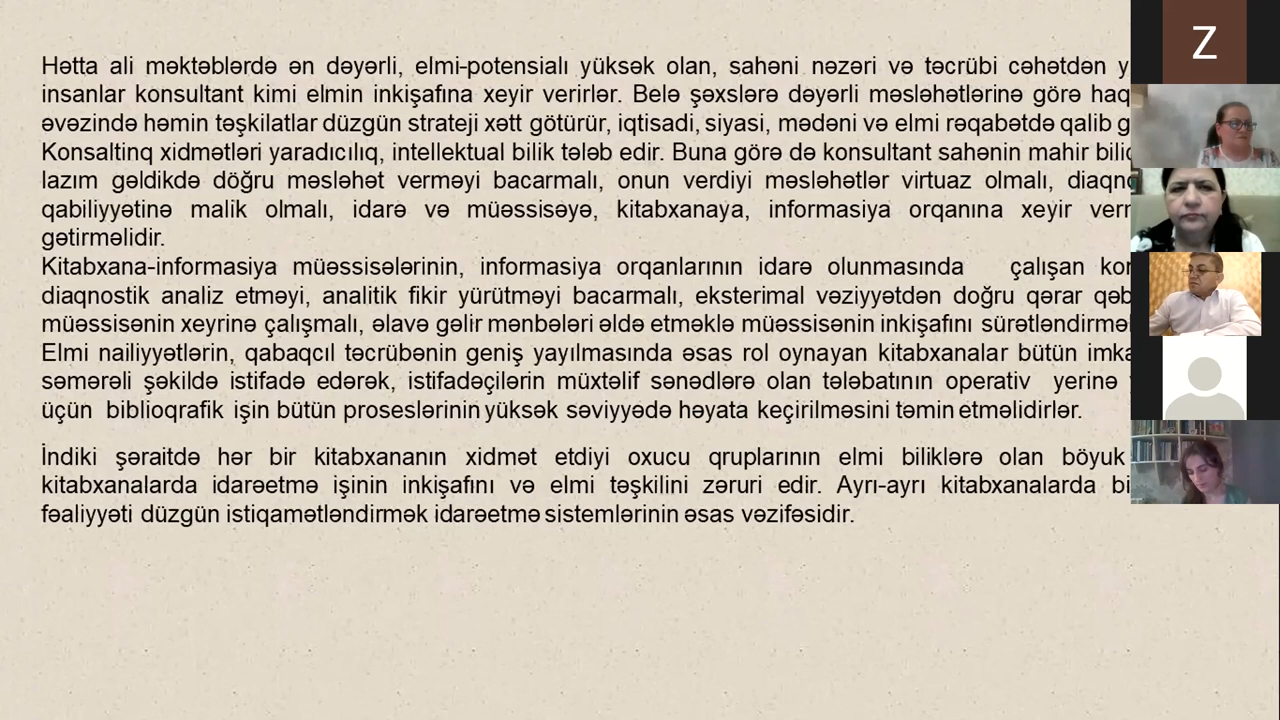 Hətta ali məktəblərdə ən dəyərli, elmi-potensialı yüksək olan, sahəni nəzəri və təcrübi cəhətdən
insanlar konsultant kimi elmin inkişafına xeyir verirlər. Belə şəxslərə dəyərli məsləhətlərinə görə
əvəzində həmin təşkilatlar düzgün strateji xətt götürür, iqtisadi, siyasi, mədəni və elmi rəqabətdə qalib
Konsaltinq xidmətləri yaradıcılıq, intellektual bilik tələb edir. Buna görə də konsultant sahənin mahir
lazım gəldikdə döğru məsləhət verməyi bacarmalı, onun verdiyi məsləhətlər virtuaz olmalı,
qabiliyyətinə malik olmalı, idarə və müəssisəyə, kitabxanaya, informasiya orqanına xeyir
gətirməlidir.
Kitabxana-informasiya müəssisələrinin, informasiya orqanlarının idarə olunmasında çalışan
diaqnostik analiz etməyi, analitik fikir yürütməyi bacarmalı, eksterimal vəziyyətdən doğru qərar
müəssisənin xeyrinə çalışmalı, əlavə gəlir mənbələri əldə etməklə müəssisənin inkişafını
Elmi nailiyyətlərin, qabaqcıl təcrübənin geniş yayılmasında əsas rol oynayan kitabxanalar bütün
səmərəli şəkildə istifadə edərək, istifadəçilərin müxtəlif sənədlərə olan tələbatının operativ yerinə
üçün biblioqrafik işin bütün proseslərinin yüksək səviyyədə həyata keçirilməsini təmin etməlidirlər.
İndiki şəraitdə hər bir kitabxananın xidmət etdiyi oxucu qruplarının elmi biliklərə olan böyük
kitabxanalarda idarəetmə işinin inkişafını və elmi təşkilini zəruri edir. Ayrı-ayrı kitabxanalarda
fəaliyyəti düzgün istiqamətləndirmək idarəetmə sistemlərinin əsas vəzifəsidir.
Z